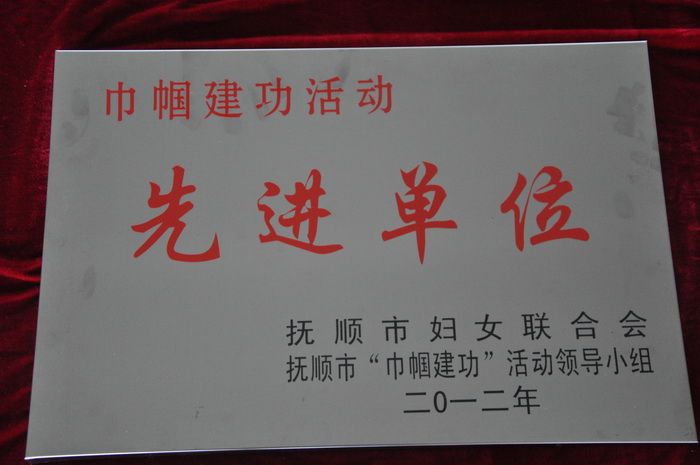 巾帼建功活动
先进单位
抚顺市妇女联合会
抚顺市“巾帼建功”活动领导小组
二0一二年